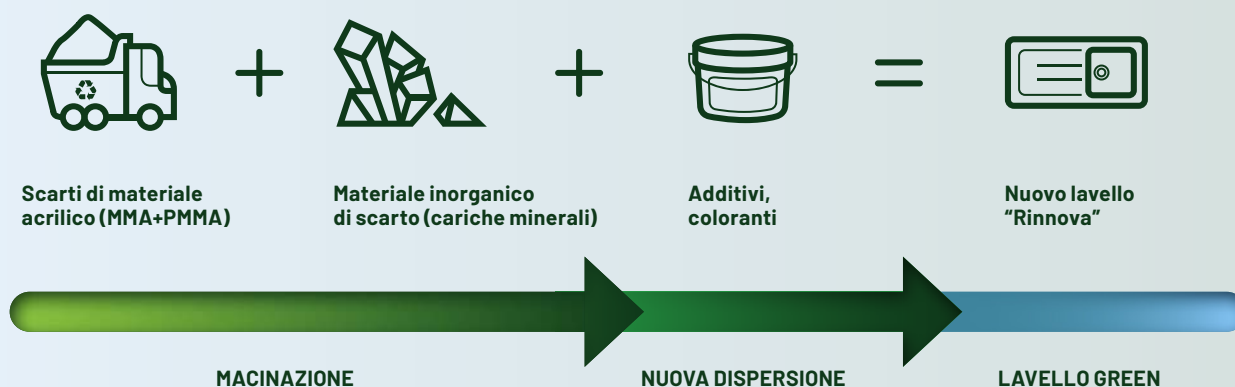 Scarti di materiale
acrilico (MMA+PMMA)
Materiale inorganico
di scarto (cariche minerali)
Additivi,
coloranti
Nuovo lavello
“Rinnova”
MACINAZIONE
NUOVA DISPERSIONE
LAVELLO GREEN